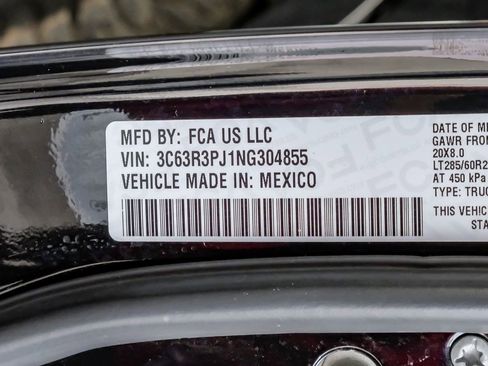 MFD BY: FCA US LLC
VIN: 3C63R3PJ1NG304855
VEHICLE MADE IN: MEXICO
DATE OF M
GAWR FRON
20X8.0
LT285/60R2
AT 450 kPa
TYPE: TRUC
THIS VEHIC
STA